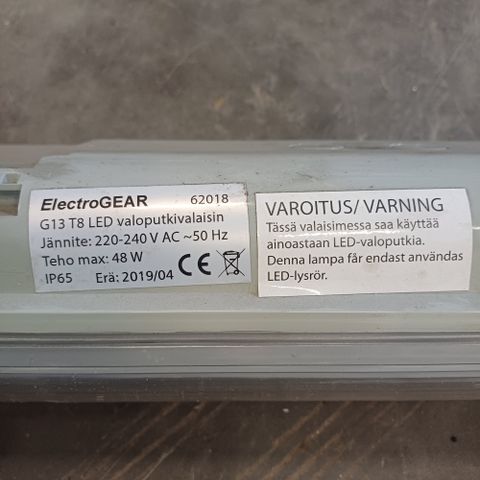 ElectroGEAR 62018
G13 T8 LED valoputkivalaisin
Jännite: 220-240 V AC ~50 Hz
Teho max: 48 W
IP65 Erä: 2019/04 CE
VAROITUS/ VARNING
Tässä valaisimessa saa käyttää
ainoastaan LED-valoputkia.
Denna lampa får endast användas
LED-lysrör.